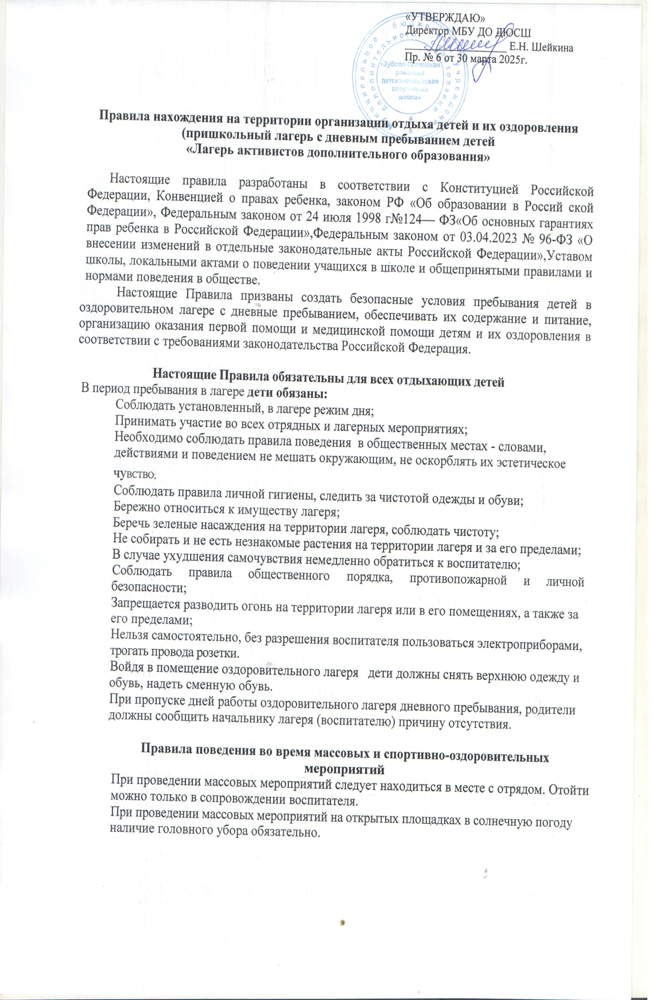 «УТВЕРЖДАЮ»
Директор МБУ ДО ДЮСШ
____________________ Е.Н. Шейкина
Пр. № 6 от 30 марта 2025г.
муниципальное бюджетное учреждение
дополнительного образования
«Зубово-Полянская
районная
детско-юношеская
спортивная
школа»
Правила нахождения на территории организации отдыха детей и их оздоровления
(пришкольный лагерь с дневным пребыванием детей
«Лагерь активистов дополнительного образования»
Настоящие правила разработаны в соответствии с Конституцией Российской
Федерации, Конвенцией о правах ребенка, законом РФ «Об образовании в Россий ской
Федерации», Федеральным законом от 24 июля 1998 г№124— ФЗ«Об основных гарантиях
прав ребенка в Российской Федерации»,Федеральным законом от 03.04.2023 № 96-ФЗ «О
внесении изменений в отдельные законодательные акты Российской Федерации»,Уставом
школы, локальными актами о поведении учащихся в школе и общепринятыми правилами и
нормами поведения в обществе.
Настоящие Правила призваны создать безопасные условия пребывания детей в
оздоровительном лагере с дневные пребыванием, обеспечивать их содержание и питание,
организацию оказания первой помощи и медицинской помощи детям и их оздоровления в
соответствии с требованиями законодательства Российской Федерация.
Настоящие Правила обязательны для всех отдыхающих детей
В период пребывания в лагере дети обязаны:
Соблюдать установленный, в лагере режим дня;
Принимать участие во всех отрядных и лагерных мероприятиях;
Необходимо соблюдать правила поведения в общественных местах - словами,
действиями и поведением не мешать окружающим, не оскорблять их эстетическое
чувство;
Соблюдать правила личной гигиены, следить за чистотой одежды и обуви;
Бережно относиться к имуществу лагеря;
Беречь зеленые насаждения на территории лагеря, соблюдать чистоту;
Не собирать и не есть незнакомые растения на территории лагеря и за его пределами;
В случае ухудшения самочувствия немедленно обратиться к воспитателю;
Соблюдать правила общественного порядка, противопожарной и личной
безопасности;
Запрещается разводить огонь на территории лагеря или в его помещениях, а также за
его пределами;
Нельзя самостоятельно, без разрешения воспитателя пользоваться электроприборами,
трогать провода розетки.
Войдя в помещение оздоровительного лагеря дети должны снять верхнюю одежду и
обувь, надеть сменную обувь.
При пропуске дней работы оздоровительного лагеря дневного пребывания, родители
должны сообщить начальнику лагеря (воспитателю) причину отсутствия.
Правила поведения во время массовых и спортивно-оздоровительных
мероприятий
При проведении массовых мероприятий следует находиться в месте с отрядом. Отойти
можно только в сопровождении воспитателя.
При проведении массовых мероприятий на открытых площадках в солнечную погоду
наличие головного убора обязательно.